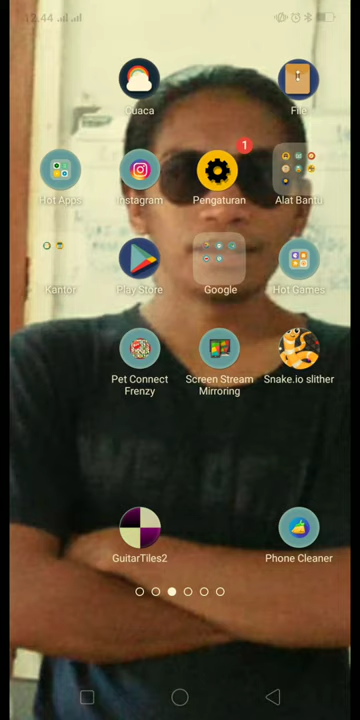 12.44
Cuaca
File
1
Hot Apps
Instagram
Pengaturan
Alat Bantu
Kantor
Play Store
Google
Hot Games
Pet Connect
Frenzy
Screen Stream
Mirroring
Snake.io slither
GuitarTiles2
Phone Cleaner